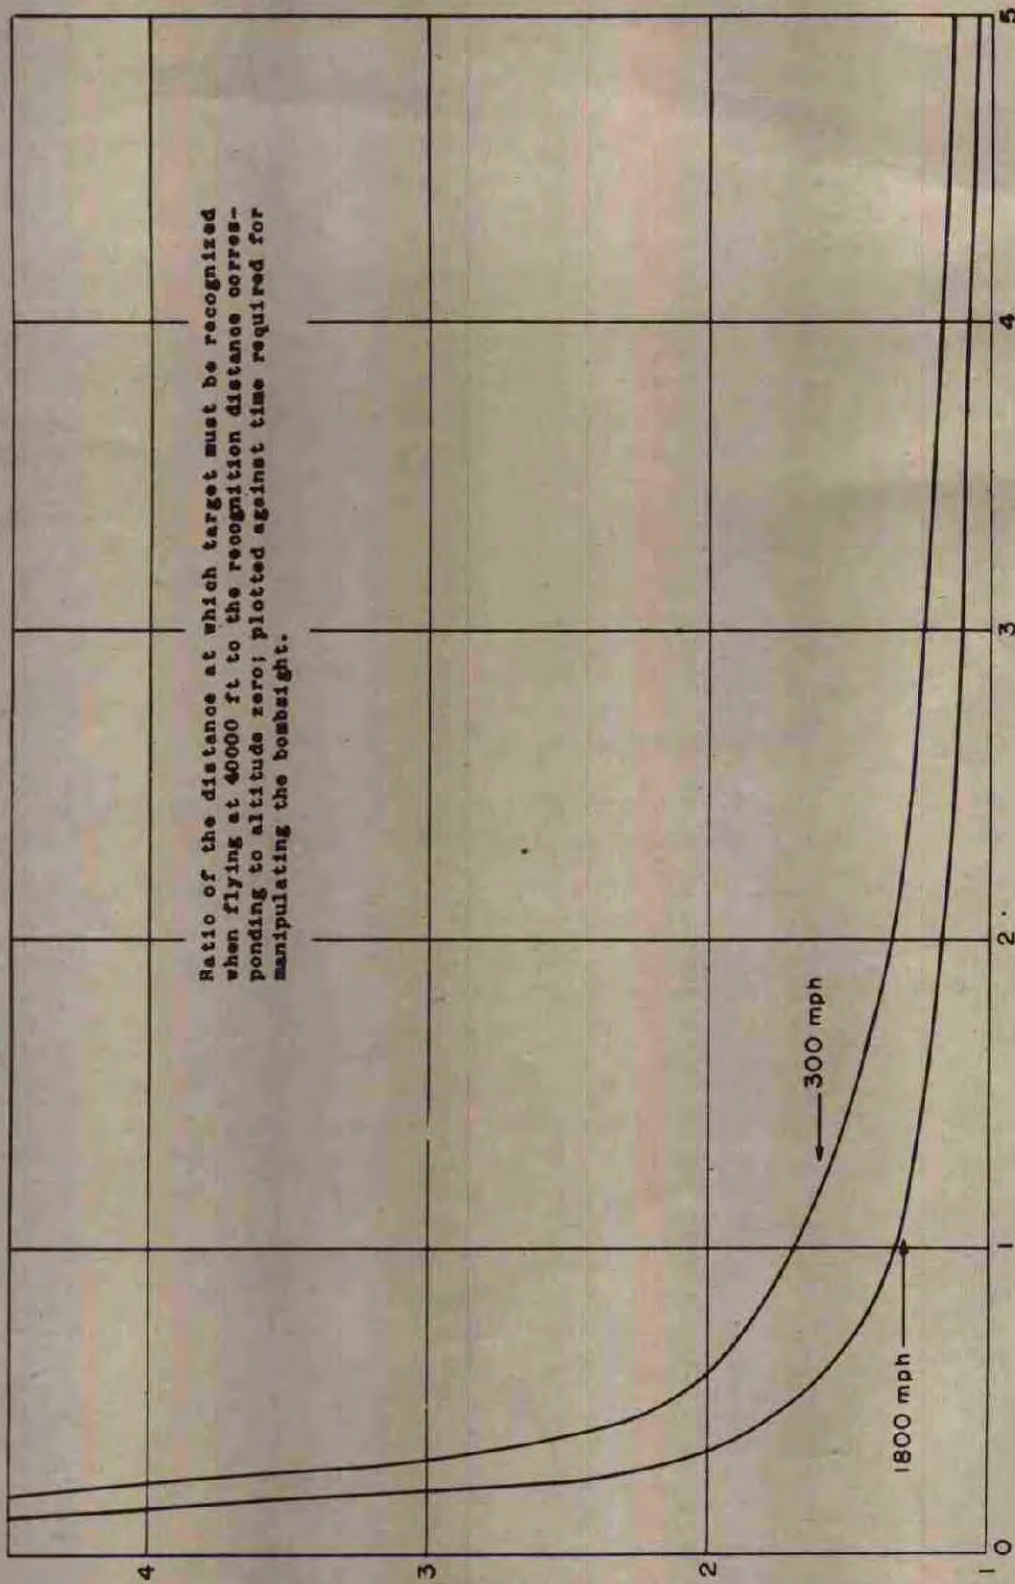 Ratio of the distance at which target must be recognized
when flying at 40000 ft to the recognition distance corres-
ponding to altitude zero; plotted against time required for
manipulating the bombsight.
4
3
2
1
300 mph
1800 mph
0
1
2
3
4
5